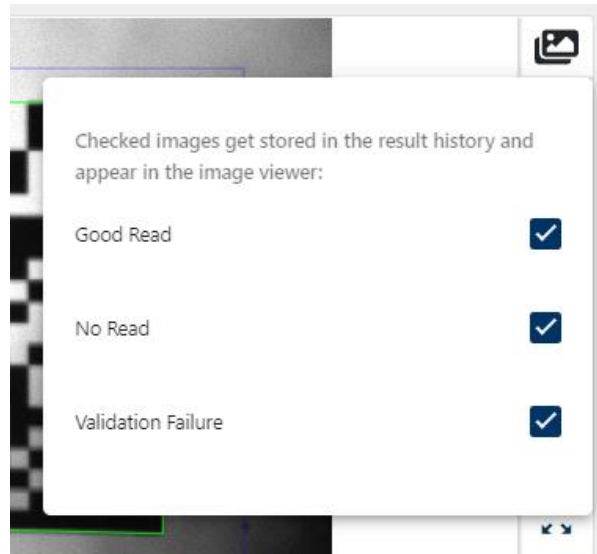 Checked images get stored in the result history and
appear in the image viewer:
Good Read
No Read
Validation Failure